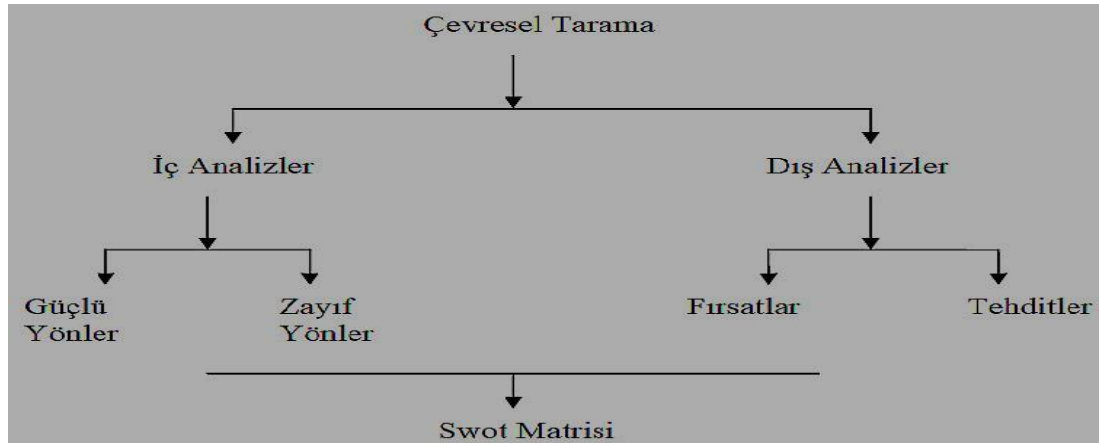 Çevresel Tarama
İç Analizler
Dış Analizler
Güçlü
Yönler
Zayıf
Yönler
Fırsatlar
Tehditler
Swot Matrisi